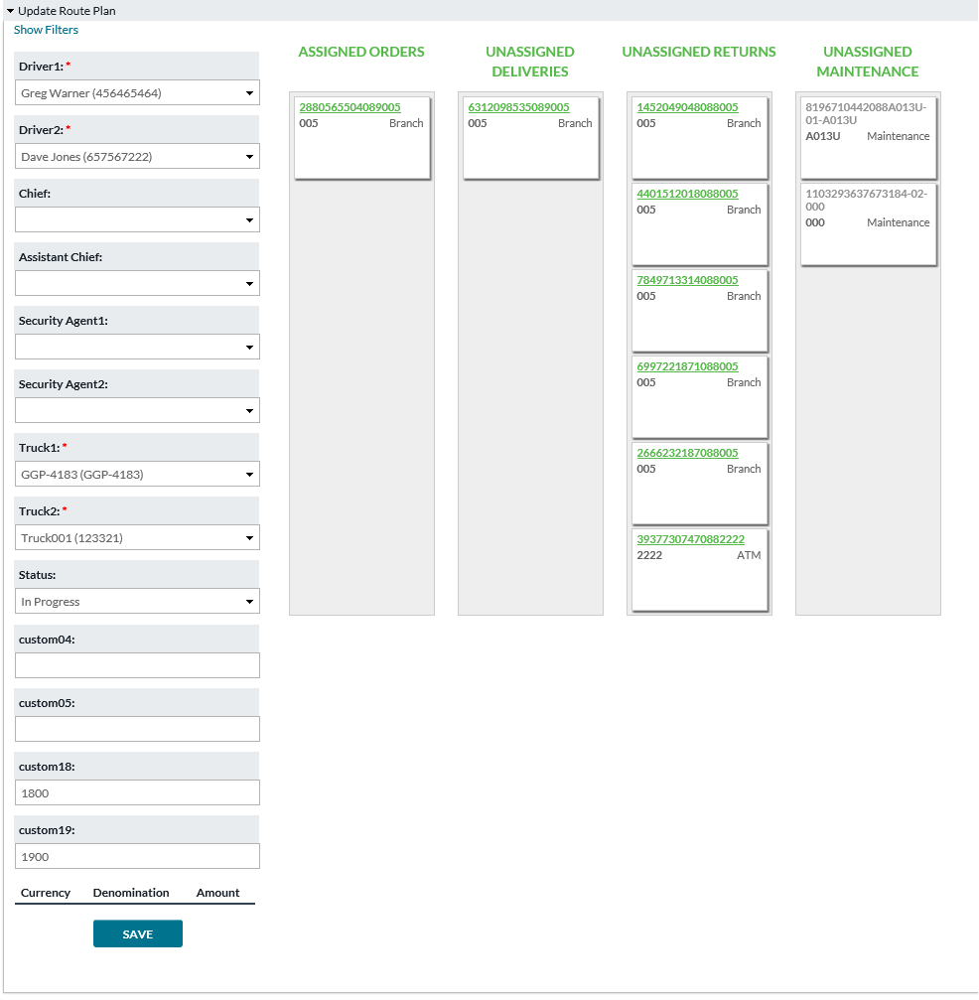 Update Route Plan
Show Filters
Driver1: *
Greg Warner (456465464)
Driver2: *
Dave Jones (657567222)
Chief:
Assistant Chief:
Security Agent1:
Security Agent2:
Truck1: *
GGP-4183 (GGP-4183)
Truck2: *
Truck001 (123321)
Status:
In Progress
custom04:
custom05:
custom18:
1800
custom19:
1900
Currency Denomination Amount
SAVE
ASSIGNED ORDERS
2880565504089005
005 Branch
UNASSIGNED
DELIVERIES
6312098535089005
005 Branch
UNASSIGNED RETURNS
1452049048088005
005 Branch
4401512018088005
005 Branch
7849713314088005
005 Branch
6997221871088005
005 Branch
2666232187088005
005 Branch
39377307470882222
2222 ATM
UNASSIGNED
MAINTENANCE
8196710442088A013U-
01-A013U
A013U Maintenance
1103293637673184-02-
000
000 Maintenance